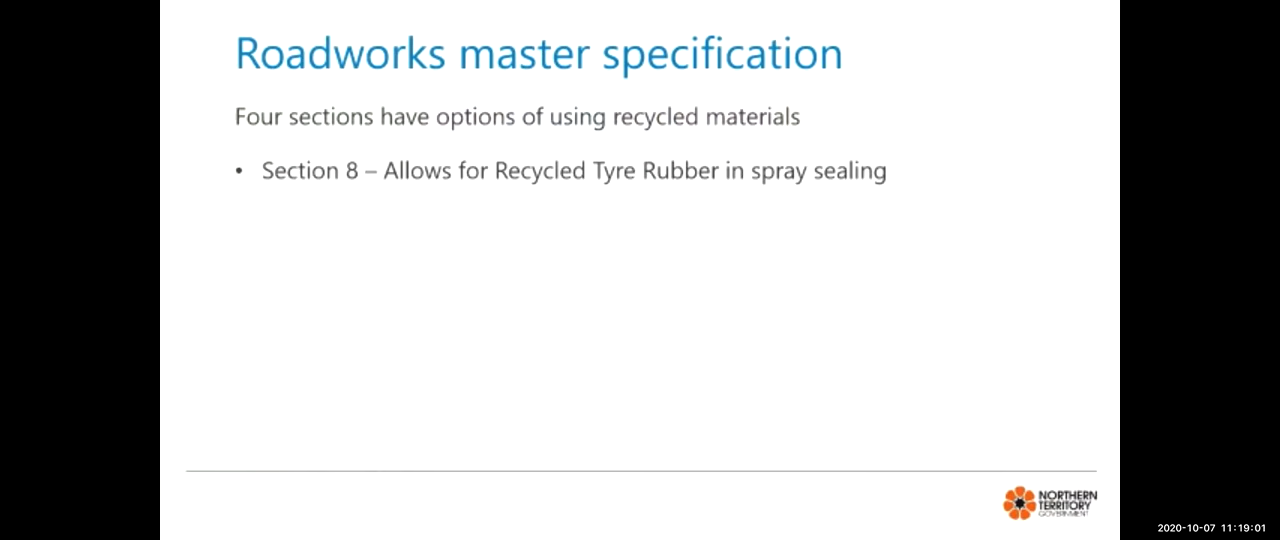 Roadworks master specification
Four sections have options of using recycled materials
• Section 8 – Allows for Recycled Tyre Rubber in spray sealing
NORTHERN
TERRITORY
GOVERNMENT
2020-10-07 11:19:01